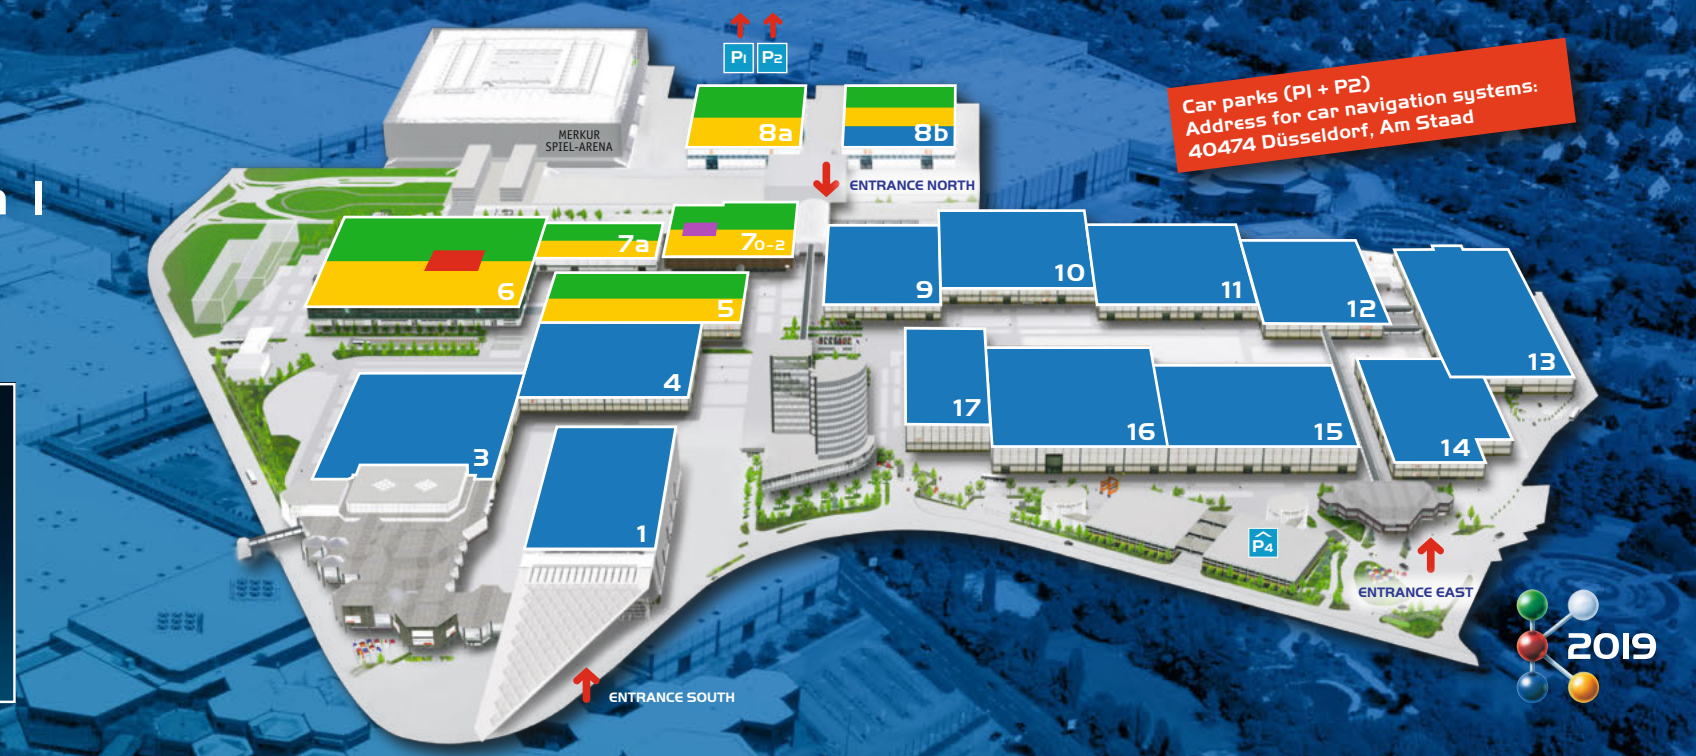 P1 P2
Car parks (P1 + P2)
Address for car navigation systems:
40474 Düsseldorf, Am Staad
MERKUR
SPIEL-ARENA
8a
8b
ENTRANCE NORTH
7a
70-2
6
5
9
10
11
12
13
4
3
17
16
15
14
1
P4
ENTRANCE EAST
2019
ENTRANCE SOUTH